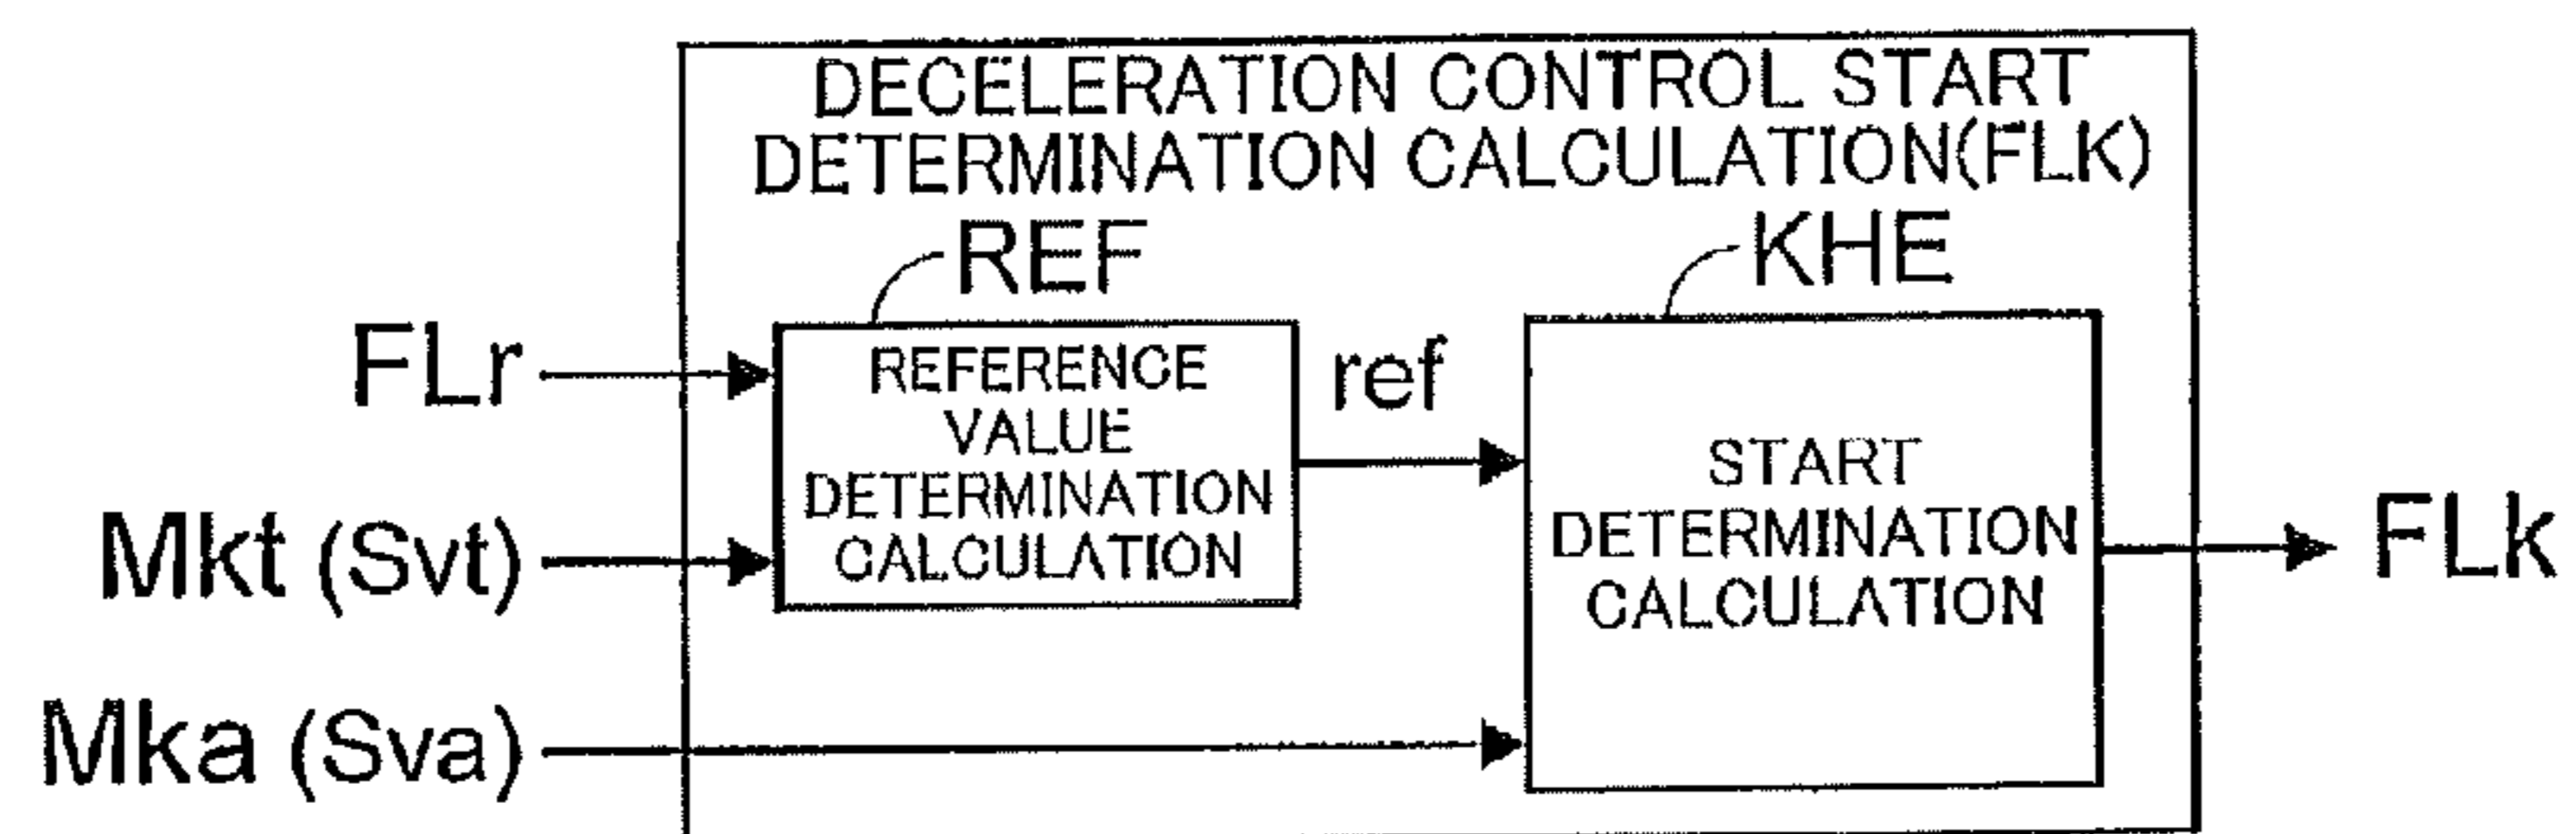 DECELERATION CONTROL START
DETERMINATION CALCULATION(FLK)
REF
KHE
FLr
REFERENCE
VALUE
DETERMINATION
CALCULATION
ref
START
DETERMINATION
CALCULATION
Mkt (Svt)
FLk
Mka (Sva)